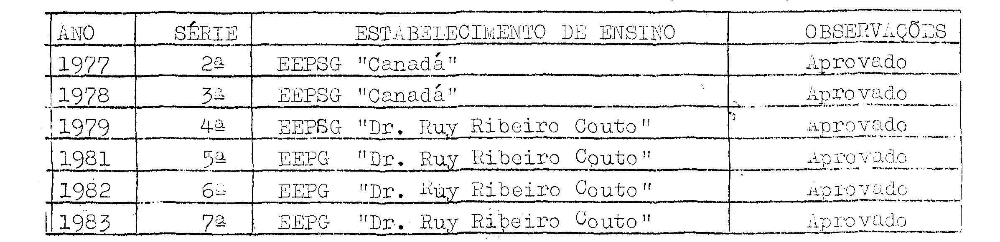 ANO SÉRIE ESTABELECIMENTO DE ENSINO OBSERVAÇÕES
1977 2ª EEPSG "Canadá" Aprovado
1978 3ª EEPSG "Canadá" Aprovado
1979 4ª EEPSG "Dr. Ruy Ribeiro Couto" Aprovado
1981 5ª EEPG "Dr. Ruy Ribeiro Couto" Aprovado
1982 6ª EEPG "Dr. Ruy Ribeiro Couto" Aprovado
1983 7ª EEPG "Dr. Ruy Ribeiro Couto" Aprovado